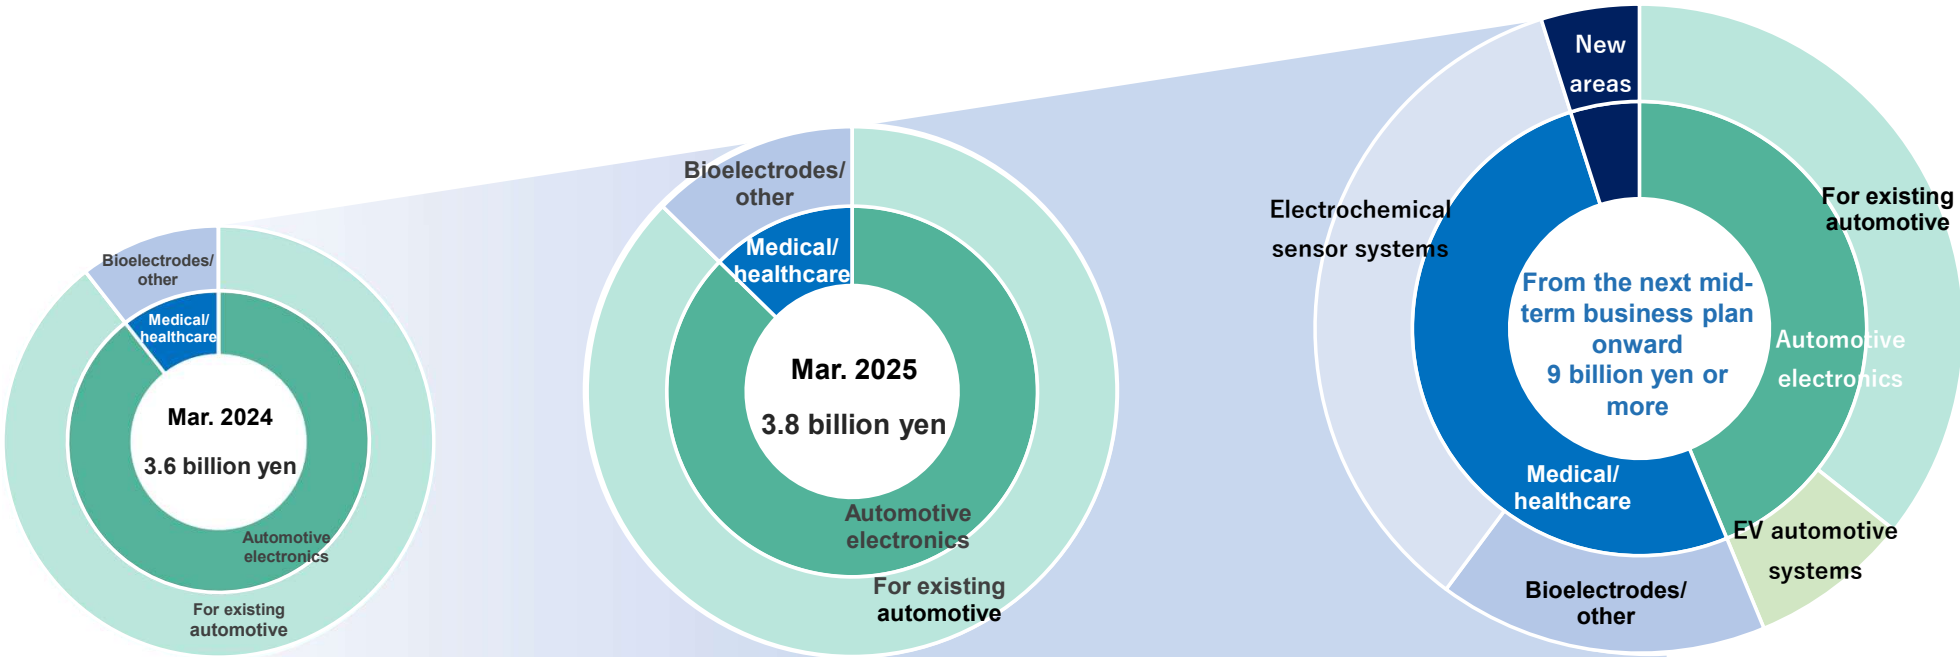 Bioelectrodes/
other
Medical/
healthcare
Mar. 2024
3.6 billion yen
Automotive
electronics
For existing
automotive
Bioelectrodes/
other
Medical/
healthcare
Mar. 2025
3.8 billion yen
Automotive
electronics
For existing
automotive
New
areas
Electrochemical
sensor systems
For existing
automotive
From the next mid-
term business plan
onward
9 billion yen or
more
Automotive
electronics
Medical/
healthcare
EV automotive
systems
Bioelectrodes/
other